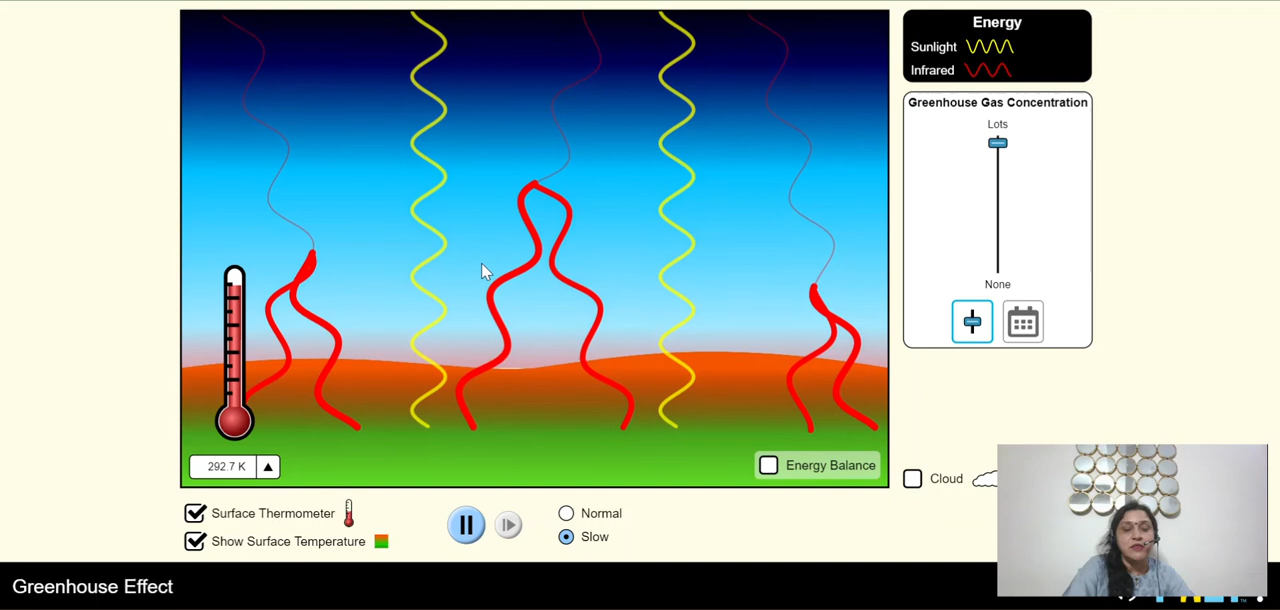 Energy
Sunlight
Infrared
Greenhouse Gas Concentration
Lots
None
292.7 K
Energy Balance
Cloud
Surface Thermometer
Normal
Show Surface Temperature
Slow
Greenhouse Effect